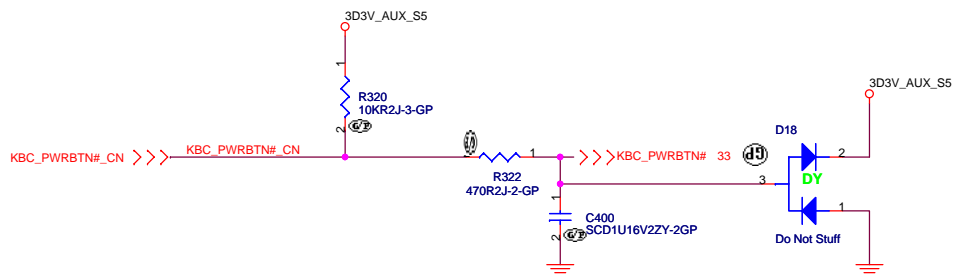 3D3V_AUX_S5
3D3V_AUX_S5
1
R320
10KR2J-3-GP
2
G/P
D18
KBC_PWRBTN#_CN
KBC_PWRBTN#_CN
1
KBC_PWRBTN# 33
GP
2
R322
470R2J-2-GP
3
DY
1
1
C400
SCD1U16V2ZY-2GP
2
G/P
Do Not Stuff